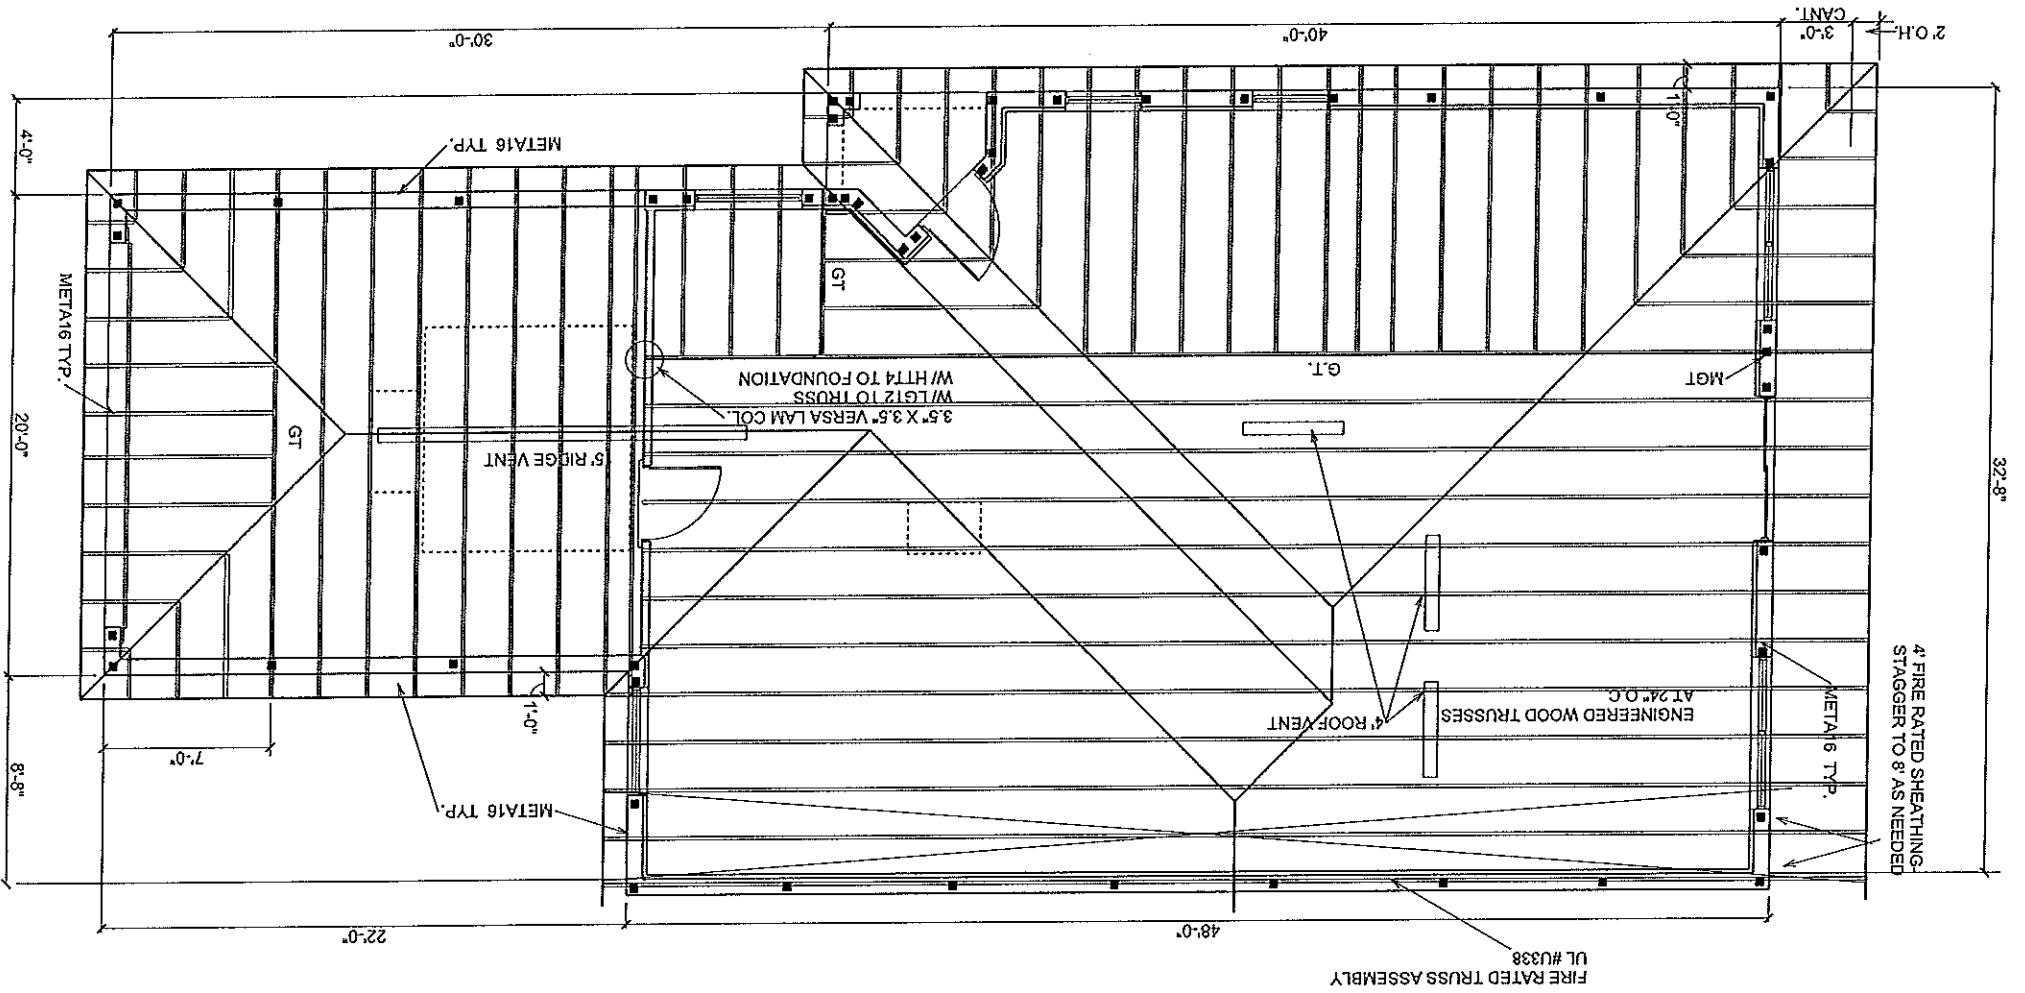 FIRE RATED TRUSS ASSEMBLY
UL #U338
48'-0"
22'-0"
4' FIRE RATED SHEATHING-
STAGGER TO 8' AS NEEDED
META16 TYP.
META16 TYP.
META16 TYP.
8'-8"
7'-0"
1'-0"
ENGINEERED WOOD TRUSSES
AT 24" O.C.
4' ROOF VENT
32'-8"
20'-0"
15' RIDGE VENT
GT
3.5" X 3.5" VERSA LAM COL.
W/ LGT2 TO TRUSS
W/ HTT4 TO FOUNDATION
MGT
G.T.
META16 TYP.
GT
META16 TYP.
4'-0"
1'-0"
2' O.H.
3'-0"
CANT.
40'-0"
30'-0"